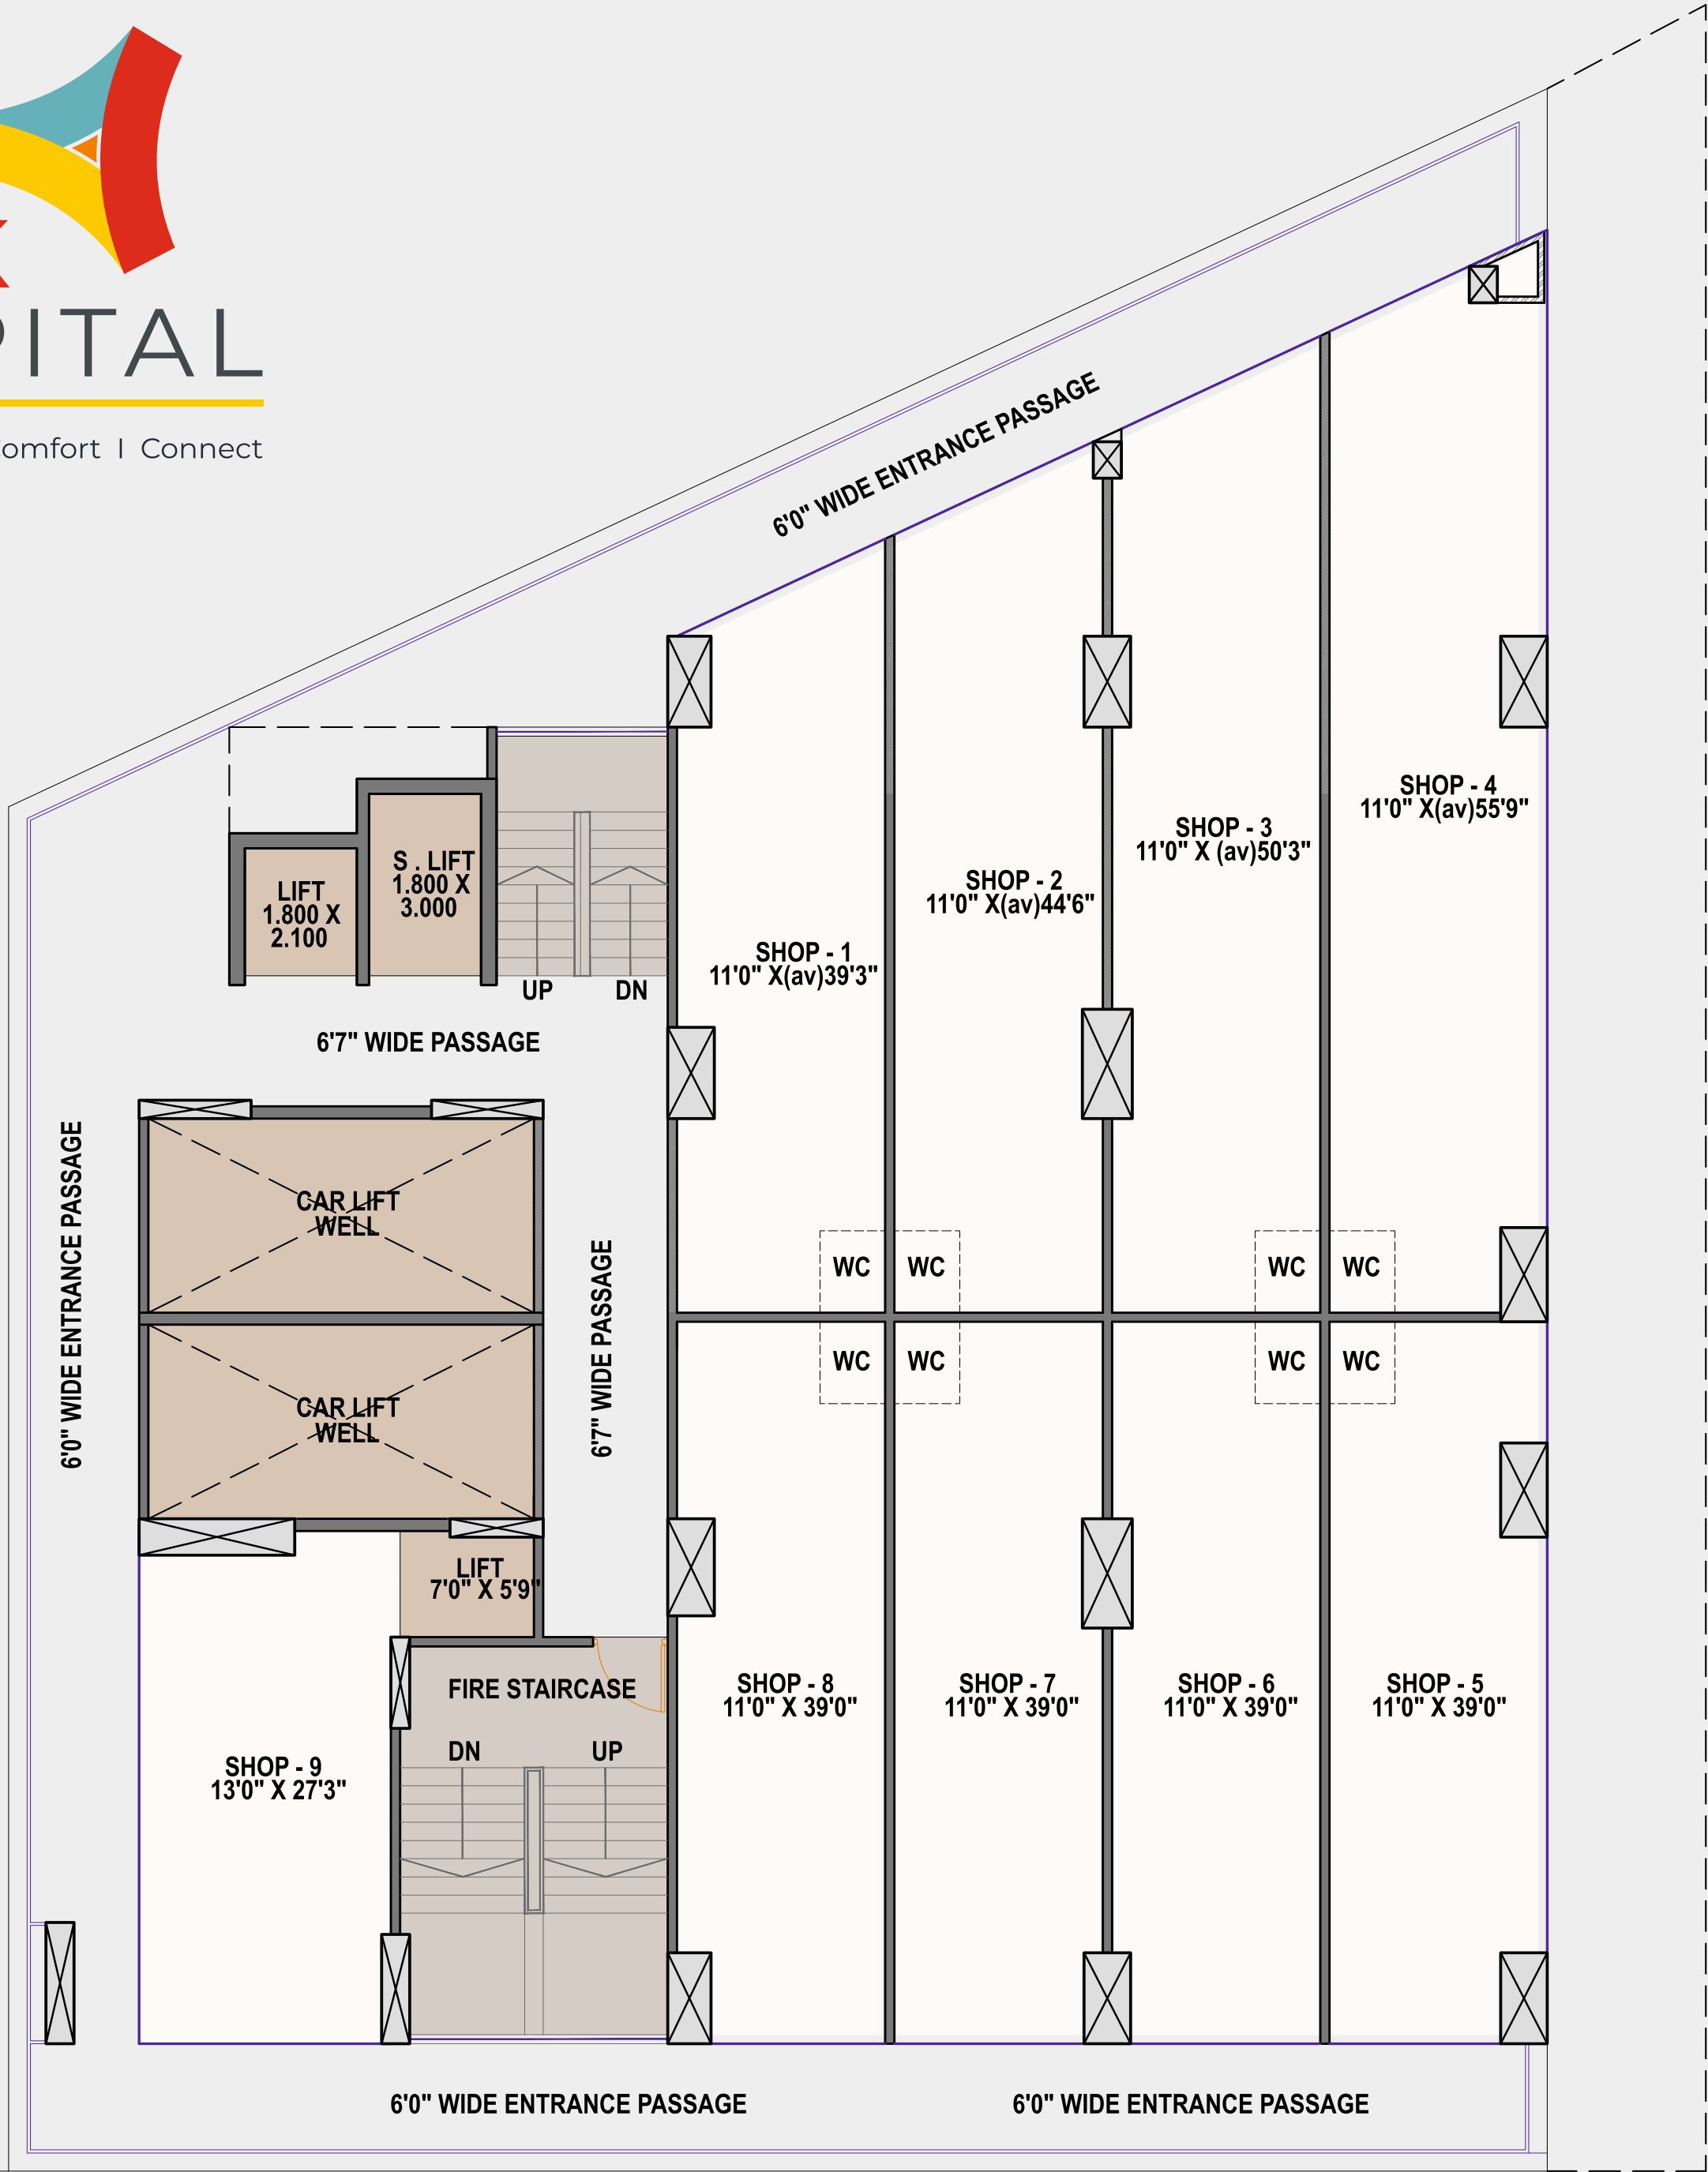 PITAL
Comfort I Connect
6'0" WIDE ENTRANCE PASSAGE
SHOP - 4
11'0" X(av)55'9"
SHOP - 3
11'0" X (av)50'3"
SHOP - 2
11'0" X(av)44'6"
SHOP - 1
11'0" X(av)39'3"
S . LIFT
1.800 X
3.000
LIFT
1.800 X
2.100
UP DN
6'7" WIDE PASSAGE
6'0" WIDE ENTRANCE PASSAGE
CAR LIFT
WELL
6'7" WIDE PASSAGE
WC WC WC WC
WC WC WC WC
CAR LIFT
WELL
LIFT
7'0" X 5'9"
FIRE STAIRCASE
DN UP
SHOP - 8
11'0" X 39'0"
SHOP - 7
11'0" X 39'0"
SHOP - 6
11'0" X 39'0"
SHOP - 5
11'0" X 39'0"
SHOP - 9
13'0" X 27'3"
6'0" WIDE ENTRANCE PASSAGE
6'0" WIDE ENTRANCE PASSAGE